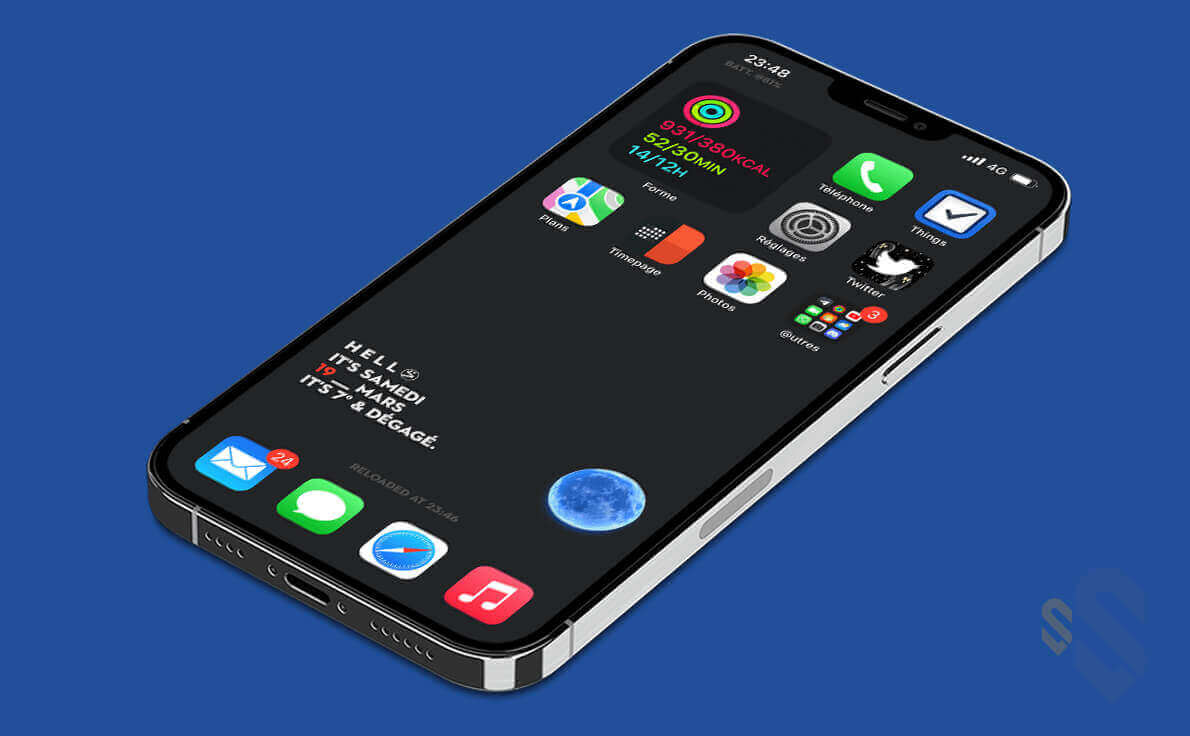 23:48
BATT. @81%
4G
931/380KCAL
52/30MIN
14/12H
Forme
Téléphone
Things
Plans
Timepage
Réglages
Twitter
Photos
@utres
3
HELL
IT'S SAMEDI
19 — MARS
IT'S 7° & DÉGAGÉ.
RELOADED AT 23:46
24